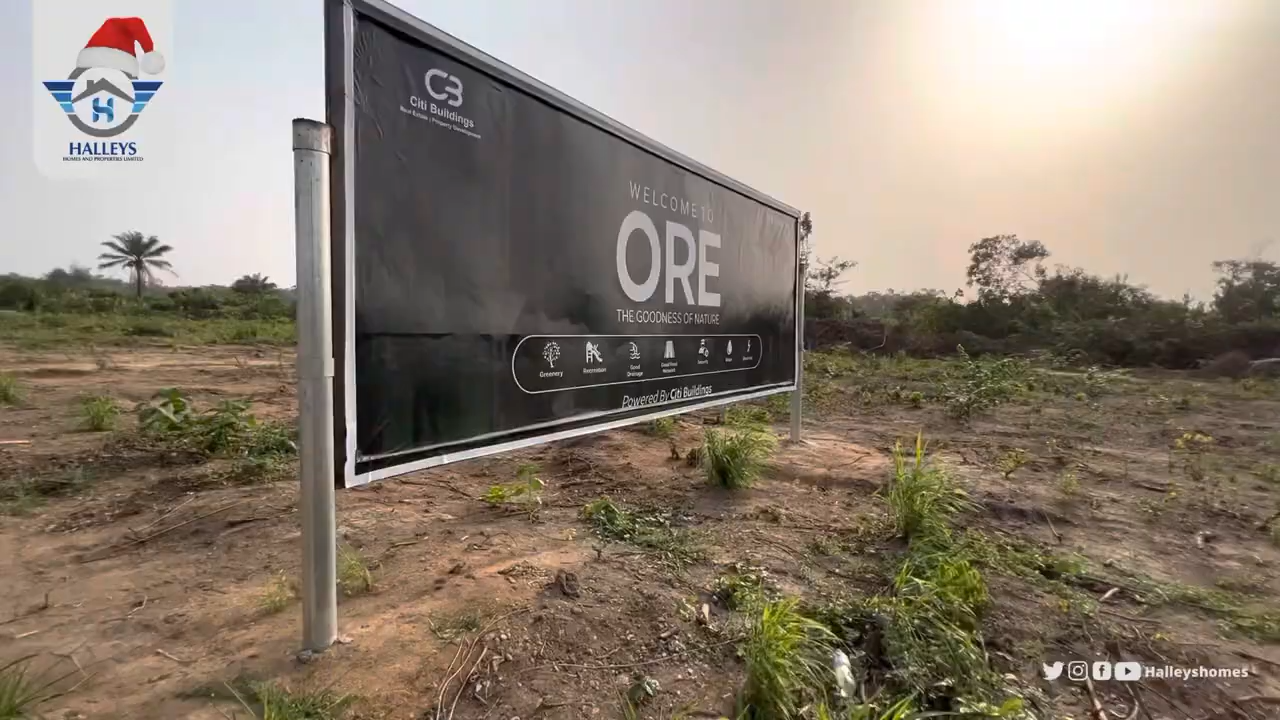 H
HALLEYS
HOMES AND PROPERTIES LIMITED
CB
Citi Buildings
Real Estate | Property Development
WELCOME TO
ORE
THE GOODNESS OF NATURE
Greenery
Recreation
Good
Drainage
Good Road
Network
Security
Water
Electricity
Powered By Citi Buildings
Halleyshomes